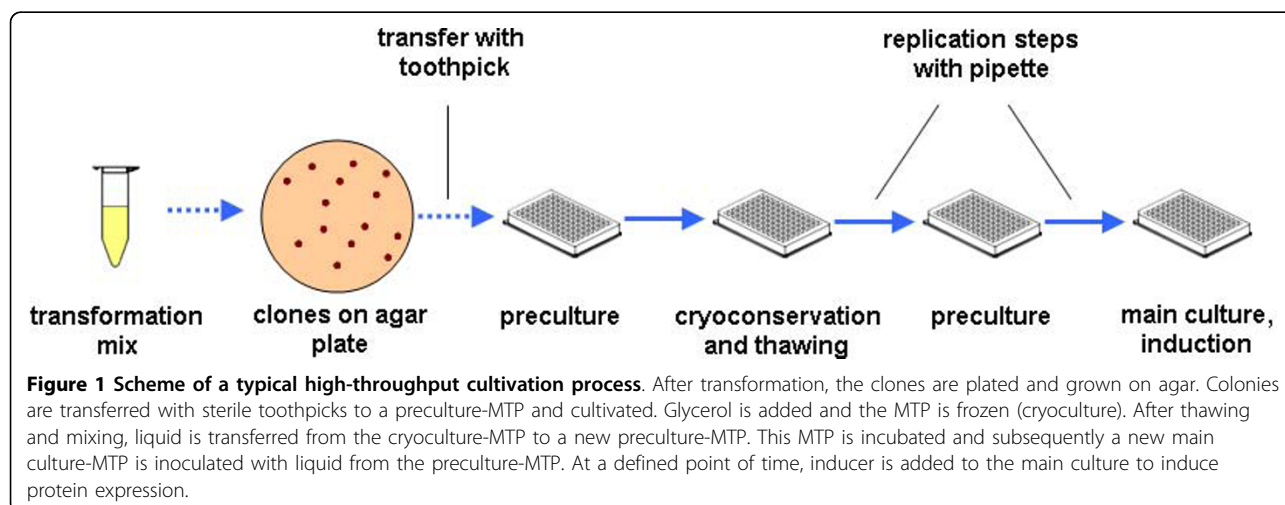 transfer with
toothpick
replication steps
with pipette
transformation
mix
clones on agar
plate
preculture
cryoconservation
and thawing
preculture
main culture,
induction
Figure 1 Scheme of a typical high-throughput cultivation process. After transformation, the clones are plated and grown on agar. Colonies
are transferred with sterile toothpicks to a preculture-MTP and cultivated. Glycerol is added and the MTP is frozen (cryoculture). After thawing
and mixing, liquid is transferred from the cryoculture-MTP to a new preculture-MTP. This MTP is incubated and subsequently a new main
culture-MTP is inoculated with liquid from the preculture-MTP. At a defined point of time, inducer is added to the main culture to induce
protein expression.